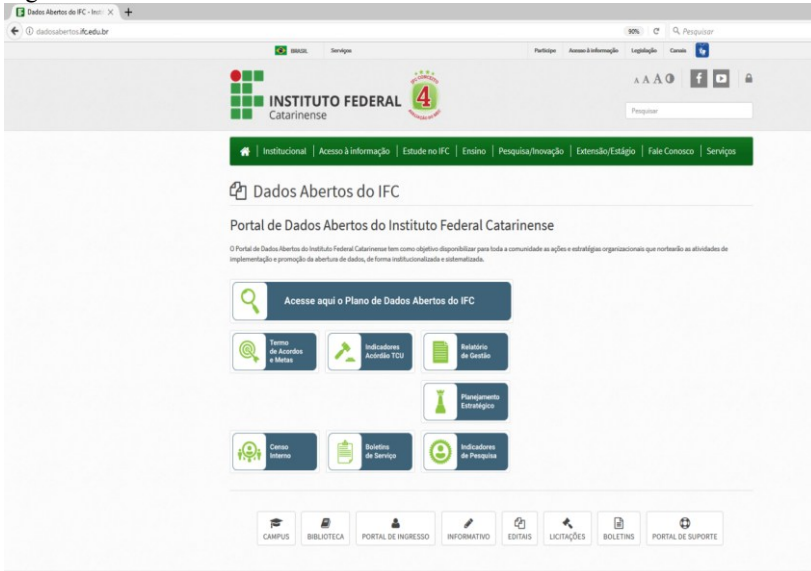 Dados Abertos do IFC - Insti
dadosabertos.ifc.edu.br
90%
Pesquisar
BRASIL Serviços
Participe Acesso à informação Legislação Canais
A A A
INSTITUTO FEDERAL
Catarinense
4
Pesquisar
Institucional | Acesso à informação | Estude no IFC | Ensino | Pesquisa/Inovação | Extensão/Estágio | Fale Conosco | Serviços
Dados Abertos do IFC
Portal de Dados Abertos do Instituto Federal Catarinense
O Portal de Dados Abertos do Instituto Federal Catarinense tem como objetivo disponibilizar para toda a comunidade as ações e estratégias organizacionais que nortearão as atividades de
implementação e promoção da abertura de dados, de forma institucionalizada e sistematizada.
Acesse aqui o Plano de Dados Abertos do IFC
Termo
de Acordos
e Metas
Indicadores
Acórdão TCU
Relatório
de Gestão
Planejamento
Estratégico
Censo
Interno
Boletins
de Serviço
Indicadores
de Pesquisa
CAMPUS
BIBLIOTECA
PORTAL DE INGRESSO
INFORMATIVO
EDITAIS
LICITAÇÕES
BOLETINS
PORTAL DE SUPORTE